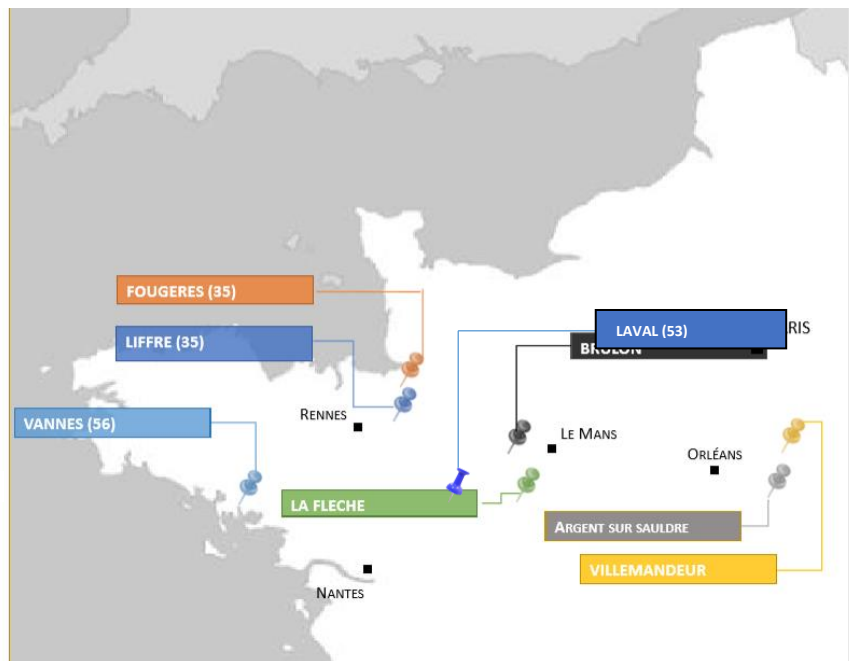 FOUGERES (35)
LIFFRE (35)
LAVAL (53)
RIS
BRULON
RENNES
VANNES (56)
LE MANS
ORLÉANS
LA FLECHE
ARGENT SUR SAULDRE
VILLEMANDEUR
NANTES